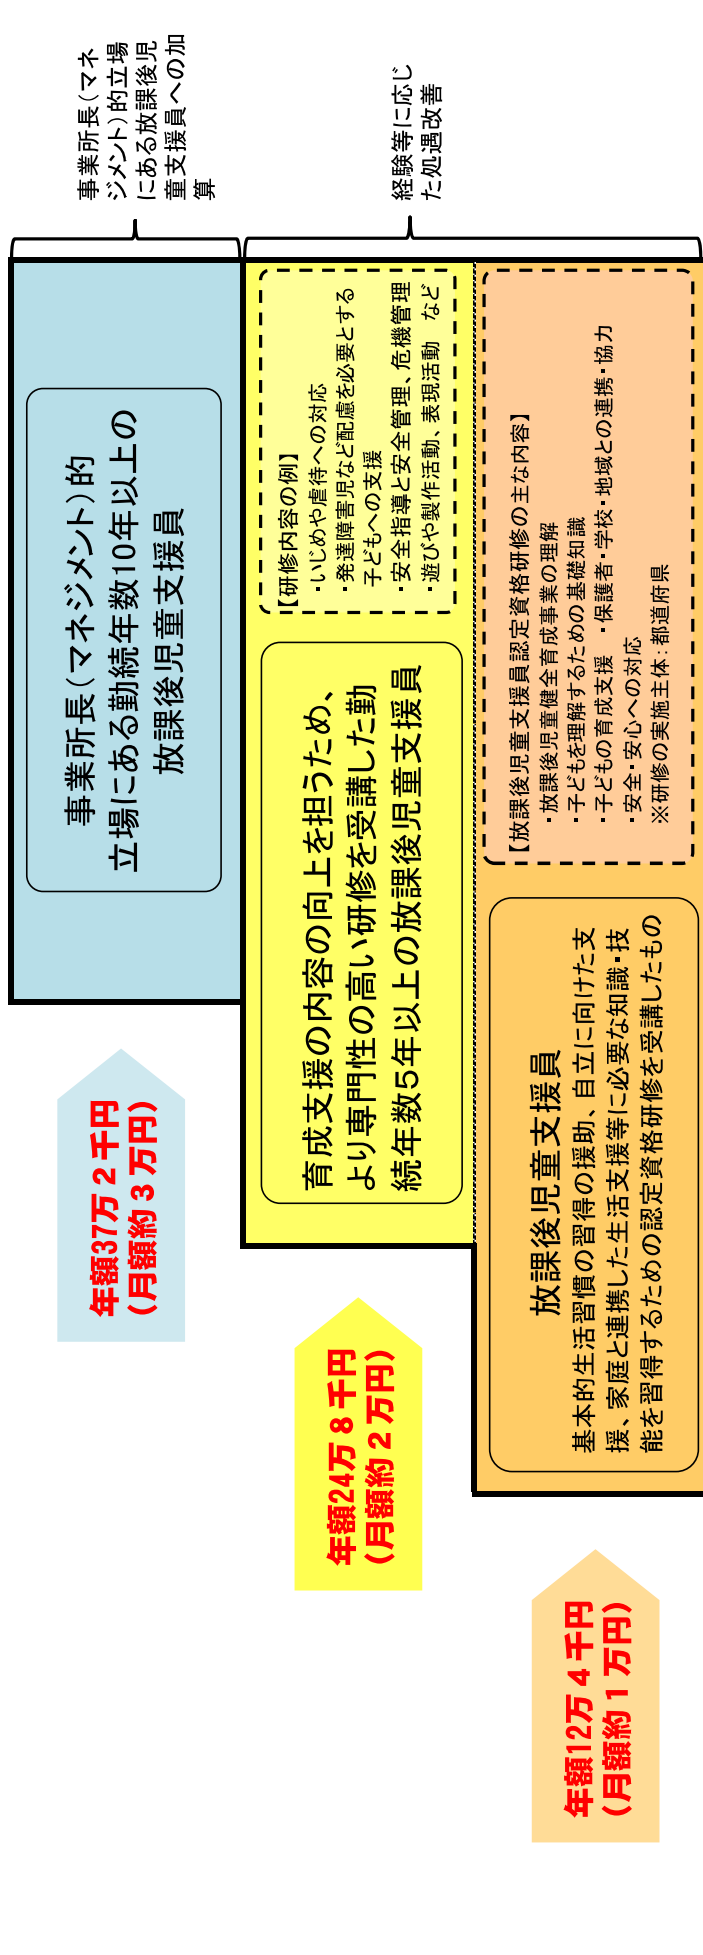 年額37万2千円
（月額約３万円）
事業所長（マネジメント）的
立場にある勤続年数10年以上の
放課後児童支援員
事業所長（マネ
ジメント）的立場
にある放課後児
童支援員への加
算
年額24万８千円
（月額約２万円）
育成支援の内容の向上を担うため、
より専門性の高い研修を受講した勤
続年数５年以上の放課後児童支援員
【研修内容の例】
・いじめや虐待への対応
・発達障害児など配慮を必要とする
子どもへの支援
・安全指導と安全管理、危機管理
・遊びや製作活動、表現活動　など
経験等に応じ
た処遇改善
年額12万４千円
（月額約１万円）
放課後児童支援員
基本的生活習慣の習得の援助、自立に向けた支
援、家庭と連携した生活支援等に必要な知識・技
能を習得するための認定資格研修を受講したもの
【放課後児童支援員認定資格研修の主な内容】
・放課後児童健全育成事業の理解
・子どもを理解するための基礎知識
・子どもの育成支援　・保護者・学校・地域との連携・協力
・安全・安心への対応
※研修の実施主体：都道府県